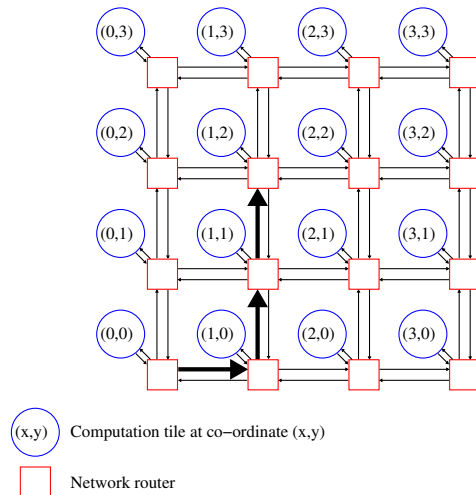 (0,3) (1,3) (2,3) (3,3)
(0,2) (1,2) (2,2) (3,2)
(0,1) (1,1) (2,1) (3,1)
(0,0) (1,0) (2,0) (3,0)
(x,y) Computation tile at co−ordinate (x,y)
Network router